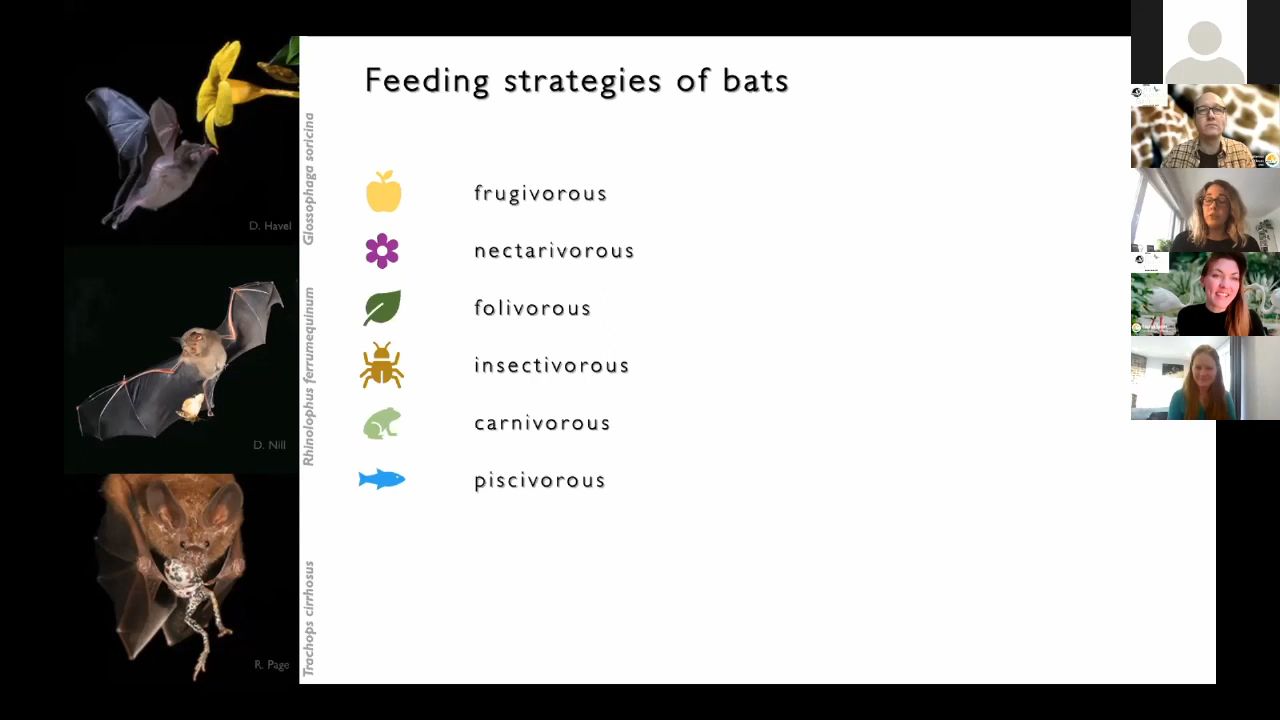 Feeding strategies of bats
frugivorous
nectarivorous
folivorous
insectivorous
carnivorous
piscivorous
Glossophaga soricina
D. Havel
Rhinolophus ferrumequinum
D. Nill
Trachops cirrhosus
R. Page